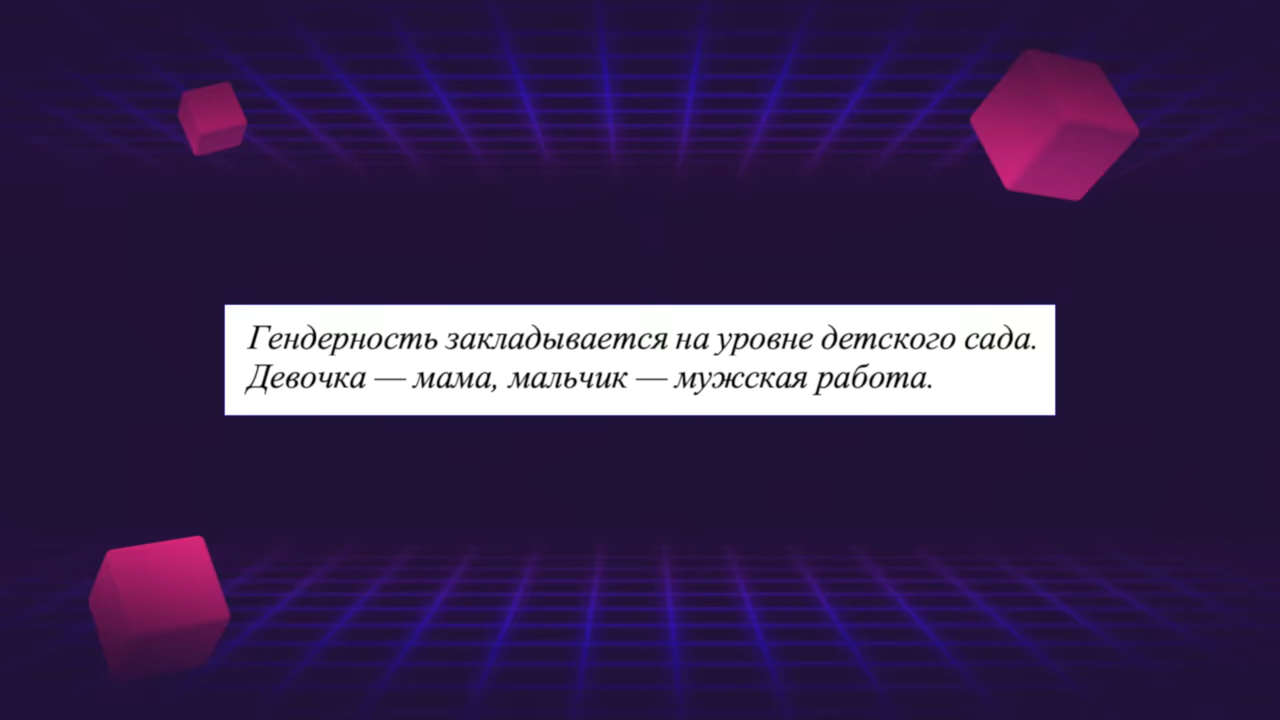 Гендерность закладывается на уровне детского сада.
Девочка — мама, мальчик — мужская работа.